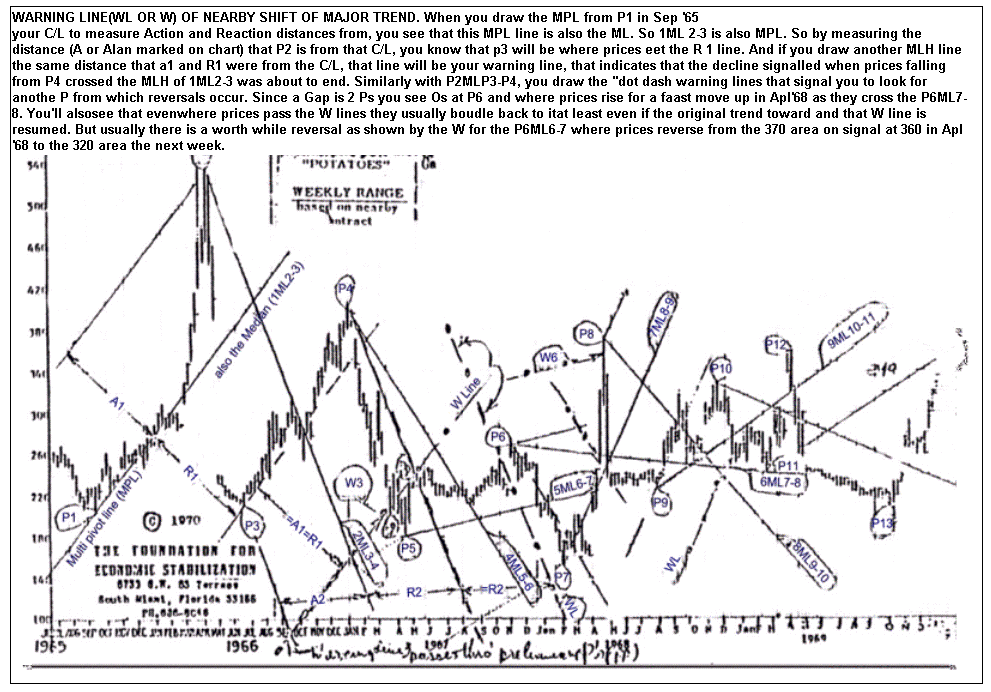 WARNING LINE(WL OR W) OF NEARBY SHIFT OF MAJOR TREND. When you draw the MPL from P1 in Sep '65
your C/L to measure Action and Reaction distances from, you see that this MPL line is also the ML. So 1ML 2-3 is also MPL. So by measuring the
distance (A or Alan marked on chart) that P2 is from that C/L, you know that p3 will be where prices eet the R 1 line. And if you draw another MLH line
the same distance that a1 and R1 were from the C/L, that line will be your warning line, that indicates that the decline signalled when prices falling
from P4 crossed the MLH of 1ML2-3 was about to end. Similarly with P2MLP3-P4, you draw the "dot dash warning lines that signal you to look for
anothe P from which reversals occur. Since a Gap is 2 Ps you see Os at P6 and where prices rise for a faast move up in Apl'68 as they cross the P6ML7-
8. You'll alsosee that evenwhere prices pass the W lines they usually boudle back to itat least even if the original trend toward and that W line is
resumed. But usually there is a worth while reversal as shown by the W for the P6ML6-7 where prices reverse from the 370 area on signal at 360 in Apl
'68 to the 320 area the next week.
"POTATOES"
WEEKLY RANGE
based on nearby
540
500
460
420
380
340
300
260
220
180
140
100
also the Median (1ML2-3)
P4
P8
7ML8-9
9ML10-11
P12
W6
P10
A1
W Line
P6
R1
W3
5ML6-7
P11
6ML7-8
P1
Multi pivot line (MPL)
P3
P9
P13
© 1970
=A1=R1
2ML3-4
P5
THE FOUNDATION FOR
ECONOMIC STABILIZATION
South Miami, Florida 33166
4ML5-6
P7
WL
WL
8ML9-10
A2
R2
=R2
1965
1966
1967
1968
1969